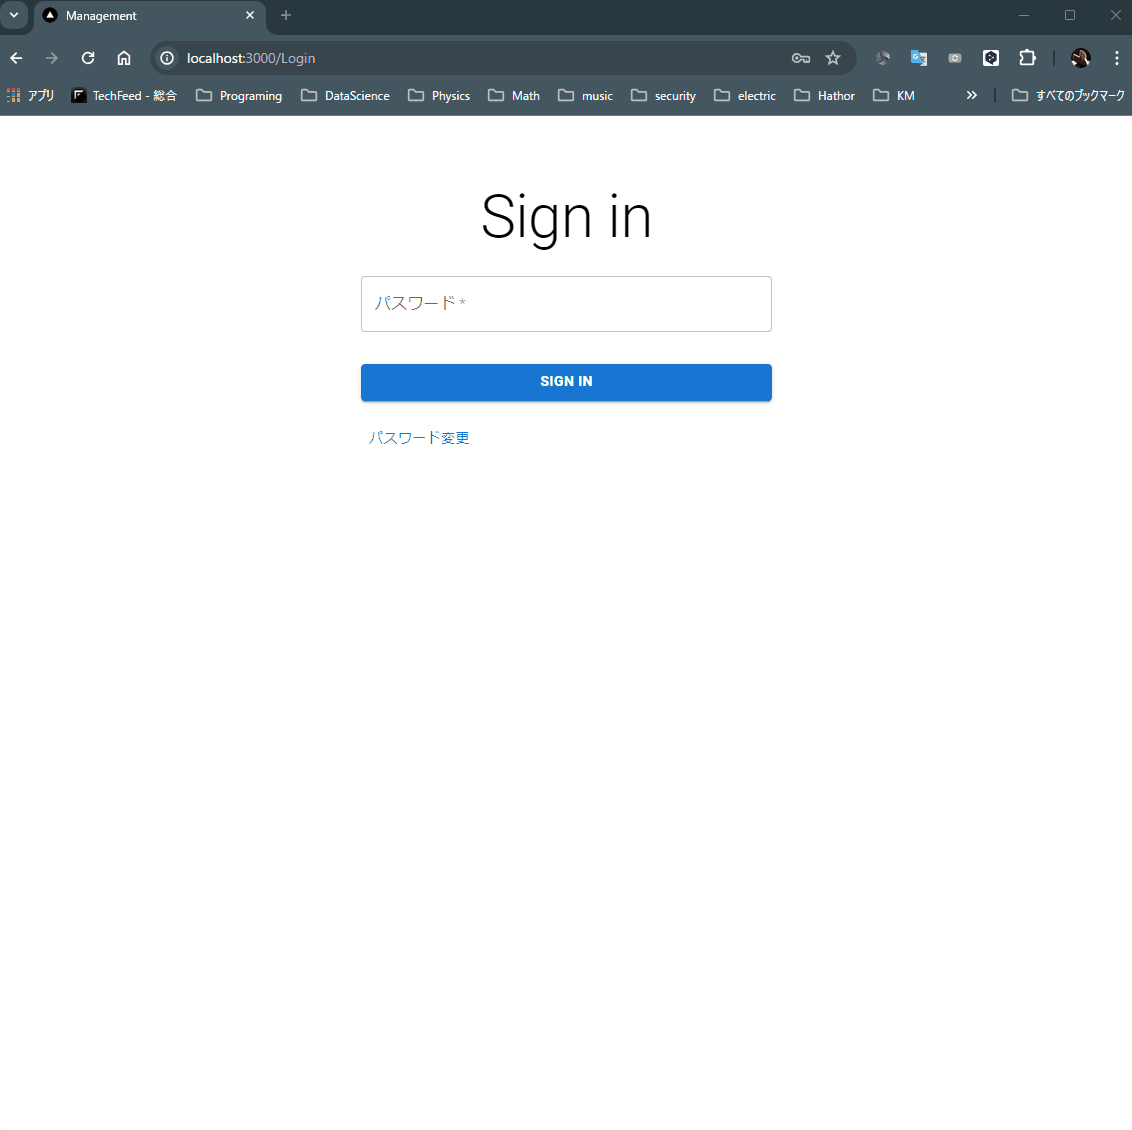 Management
localhost:3000/Login
アプリ TechFeed - 総合 Programing DataScience Physics Math music security electric Hathor KM すべてのブックマーク
Sign in
パスワード *
SIGN IN
パスワード変更